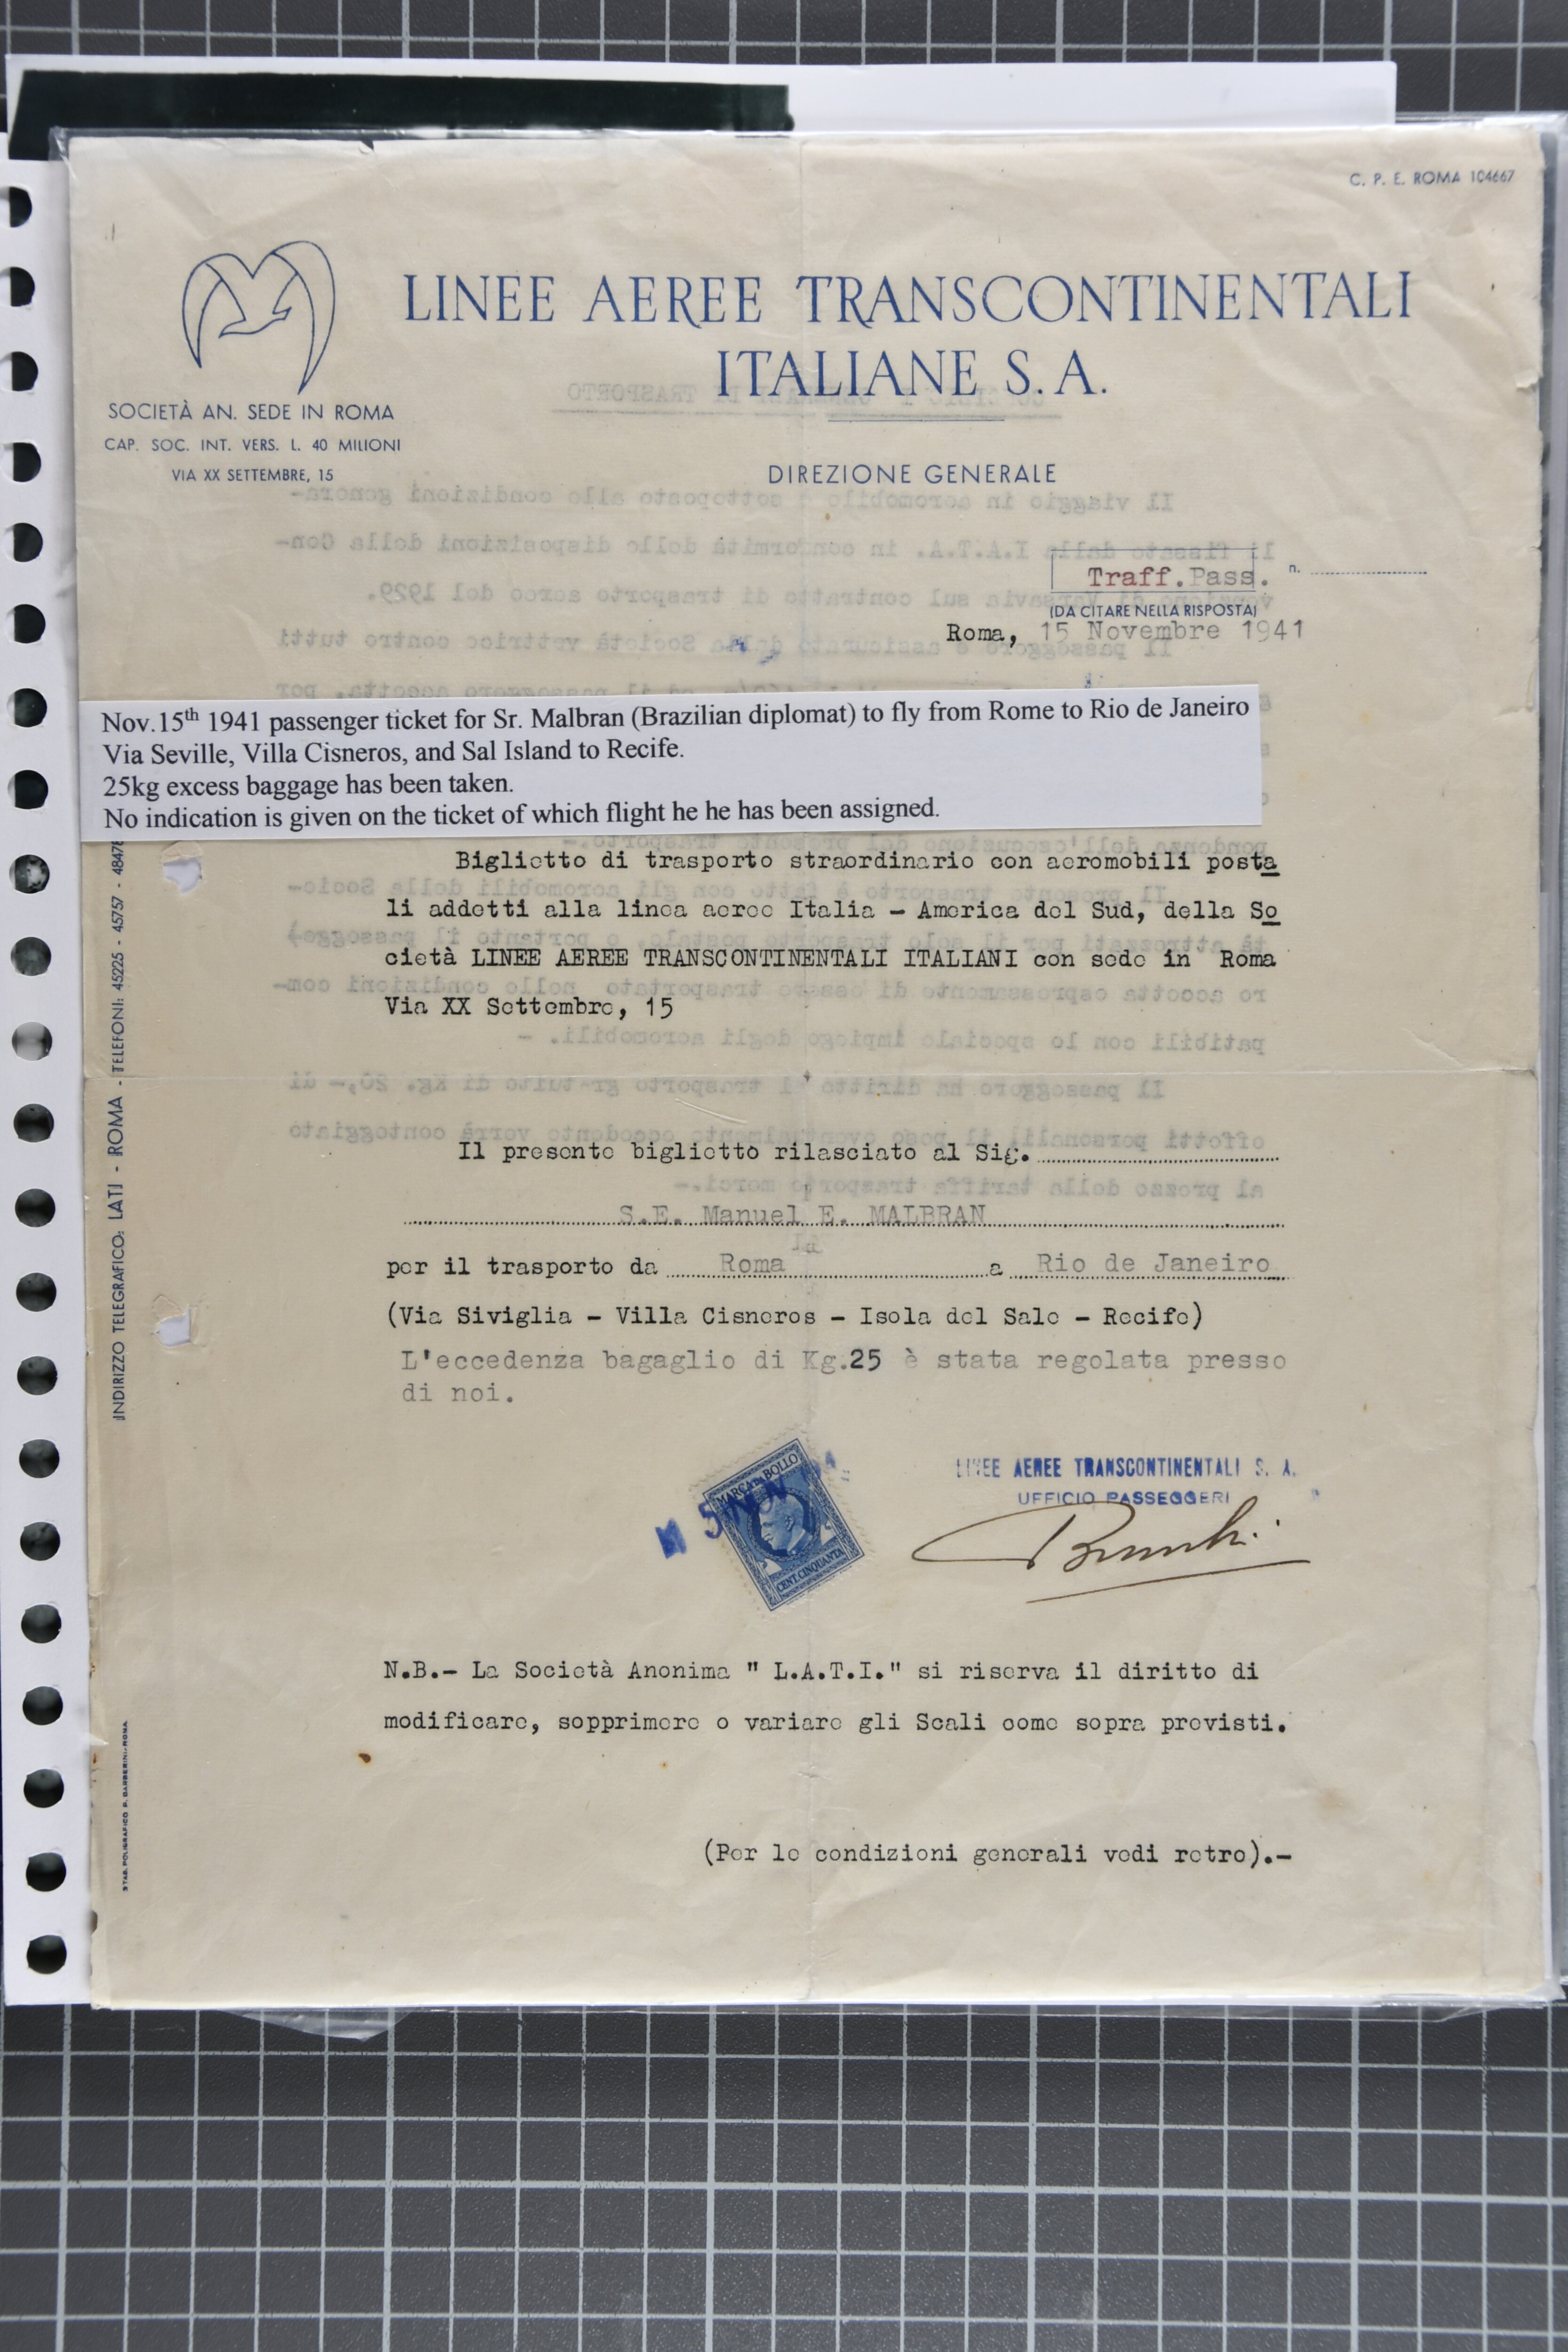 C. P. E. ROMA 104667
LINEE AEREE TRANSCONTINENTALI
ITALIANE S. A.
SOCIETÀ AN. SEDE IN ROMA
CAP. SOC. INT. VERS. L. 40 MILIONI
VIA XX SETTEMBRE, 15
DIREZIONE GENERALE
Traff.Pass. n.
(DA CITARE NELLA RISPOSTA)
Roma, 15 Novembre 1941
Nov.15th 1941 passenger ticket for Sr. Malbran (Brazilian diplomat) to fly from Rome to Rio de Janeiro
Via Seville, Villa Cisneros, and Sal Island to Recife.
25kg excess baggage has been taken.
No indication is given on the ticket of which flight he he has been assigned.
Biglietto di trasporto straordinario con aeromobili posta
li addetti alla linea aeree Italia - America del Sud, della So
cietà LINEE AEREE TRANSCONTINENTALI ITALIANI con sede in Roma
Via XX Settembre, 15
Il presente biglietto rilasciato al Sig.
S.E. Manuel E. MALBRAN
per il trasporto da Roma a Rio de Janeiro
(Via Siviglia - Villa Cisneros - Isola del Sale - Recife)
L'eccedenza bagaglio di Kg.25 è stata regolata presso
di noi.
MARCA DA BOLLO
5 NOV
CENT. CINQUANTA
LINEE AEREE TRANSCONTINENTALI S. A.
UFFICIO PASSEGGERI
N.B.- La Società Anonima " L.A.T.I." si riserva il diritto di
modificare, sopprimere o variare gli Scali come sopra previsti.
(Per le condizioni generali vedi retro).-
INDIRIZZO TELEGRAFICO: LATI - ROMA - TELEFONI: 45225 - 45757 - 4847
STAB. POLIGRAFICO P. BARBERINI-ROMA